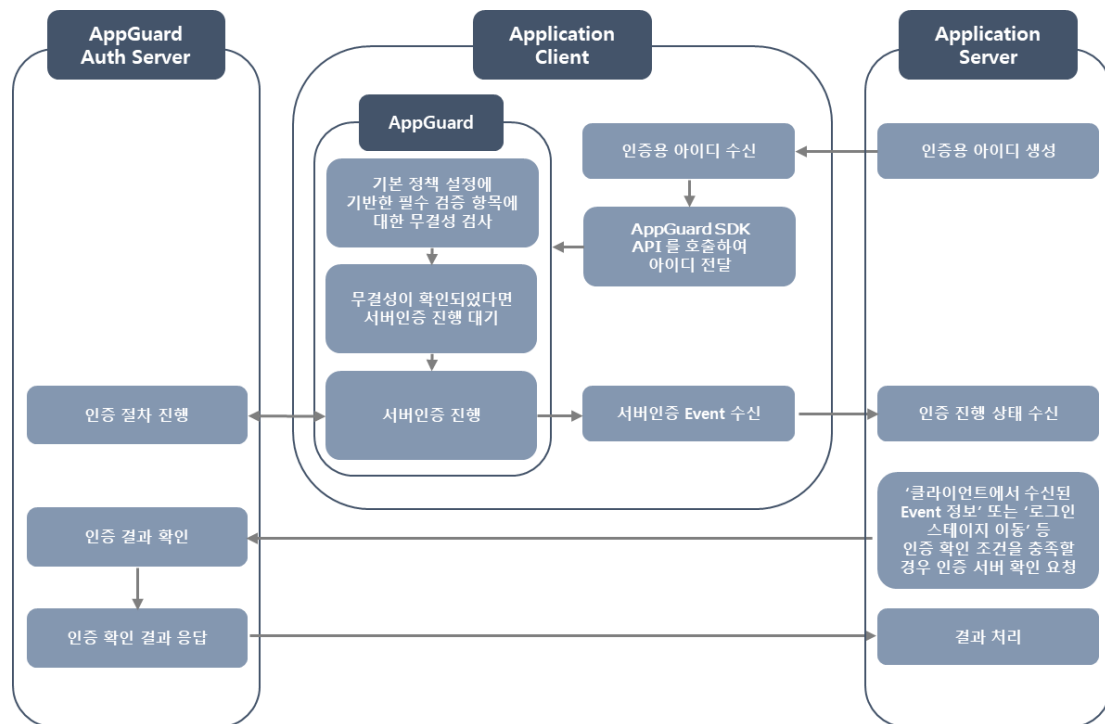 AppGuard
Auth Server
Application
Client
Application
Server
AppGuard
인증용 아이디 수신
인증용 아이디 생성
기본 정책 설정에
기반한 필수 검증 항목에
대한 무결성 검사
AppGuard SDK
API 를 호출하여
아이디 전달
무결성이 확인되었다면
서버인증 진행 대기
인증 절차 진행
서버인증 진행
서버인증 Event 수신
인증 진행 상태 수신
‘클라이언트에서 수신된
Event 정보’ 또는 ‘로그인
스테이지 이동’ 등
인증 확인 조건을 충족할
경우 인증 서버 확인 요청
인증 결과 확인
인증 확인 결과 응답
결과 처리